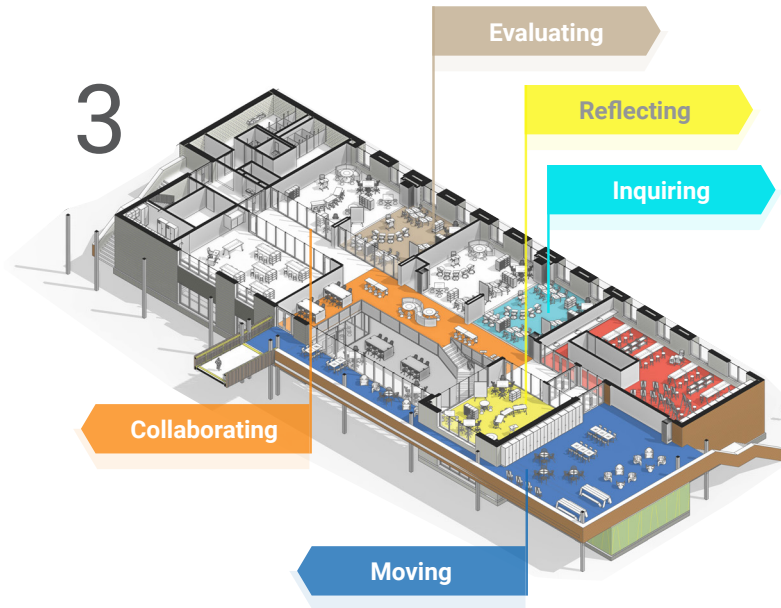 Evaluating
3
Reflecting
Inquiring
Collaborating
Moving